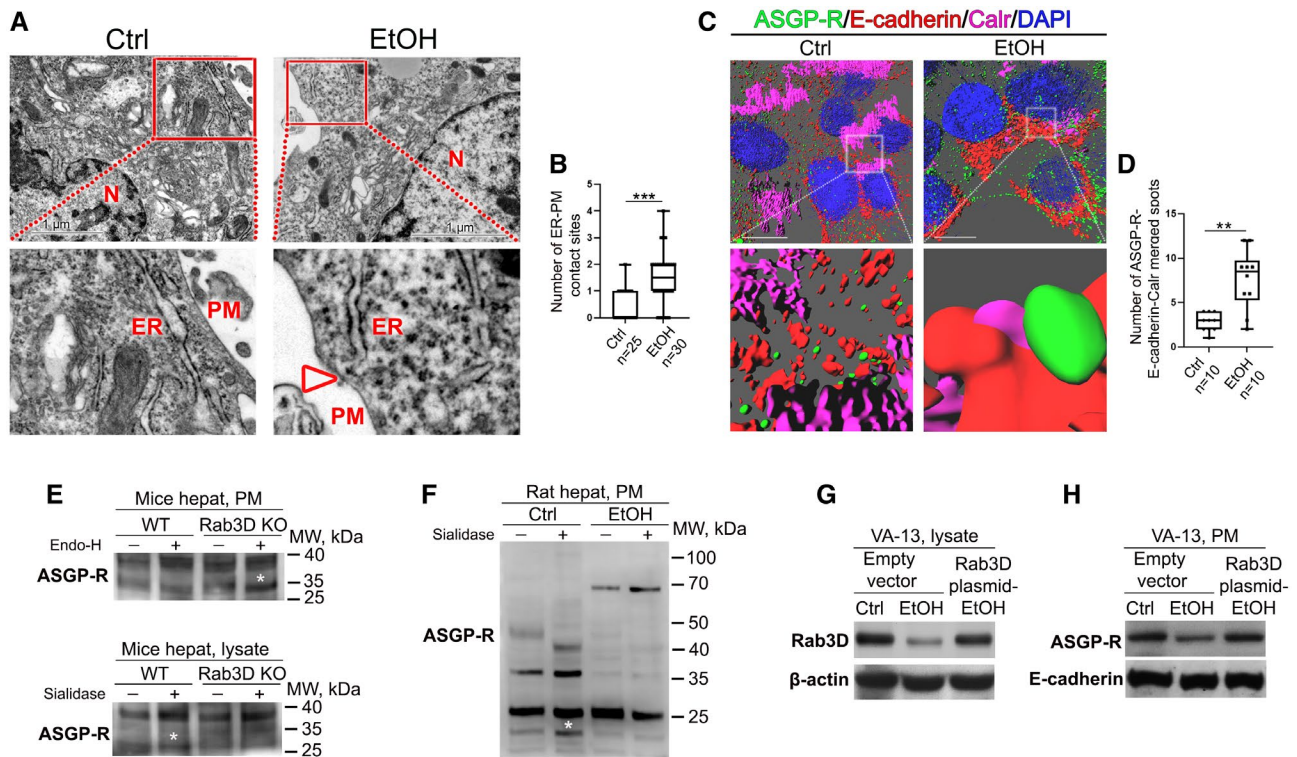 A
Ctrl
EtOH
N
1 µm
N
1 µm
ER
PM
ER
PM
B
Number of ER-PM
contact sites
***
5
4
3
2
1
0
Ctrl
n=25
EtOH
n=30
C
ASGP-R/E-cadherin/Calr/DAPI
Ctrl
EtOH
D
Number of ASGP-R-
E-cadherin-Calr merged spots
**
15
10
5
0
Ctrl
n=10
EtOH
n=10
E
Mice hepat, PM
WT Rab3D KO
MW, kDa
Endo-H – + – +
ASGP-R
*
40
35
25
Mice hepat, lysate
WT Rab3D KO
MW, kDa
Sialidase – + – +
ASGP-R
*
40
35
25
F
Rat hepat, PM
Ctrl EtOH
MW, kDa
Sialidase – + – +
ASGP-R
*
100
70
50
40
35
25
G
VA-13, lysate
Empty
vector
Rab3D
plasmid-
EtOH
Ctrl EtOH
Rab3D
β-actin
H
VA-13, PM
Empty
vector
Rab3D
plasmid-
EtOH
Ctrl EtOH
ASGP-R
E-cadherin